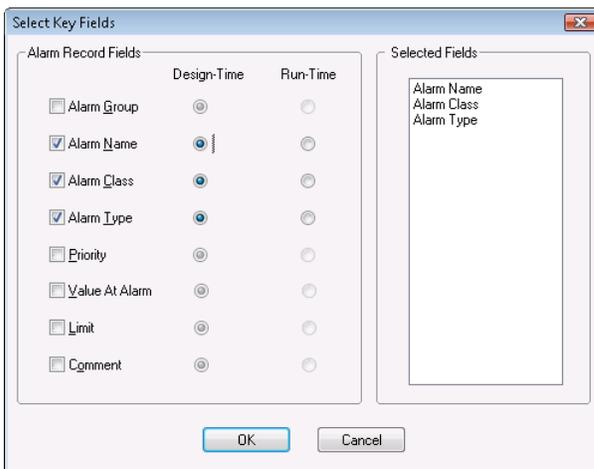 Select Key Fields
Alarm Record Fields
Design-Time Run-Time
Alarm Group
Alarm Name
Alarm Class
Alarm Type
Priority
Value At Alarm
Limit
Comment
Selected Fields
Alarm Name
Alarm Class
Alarm Type
OK Cancel